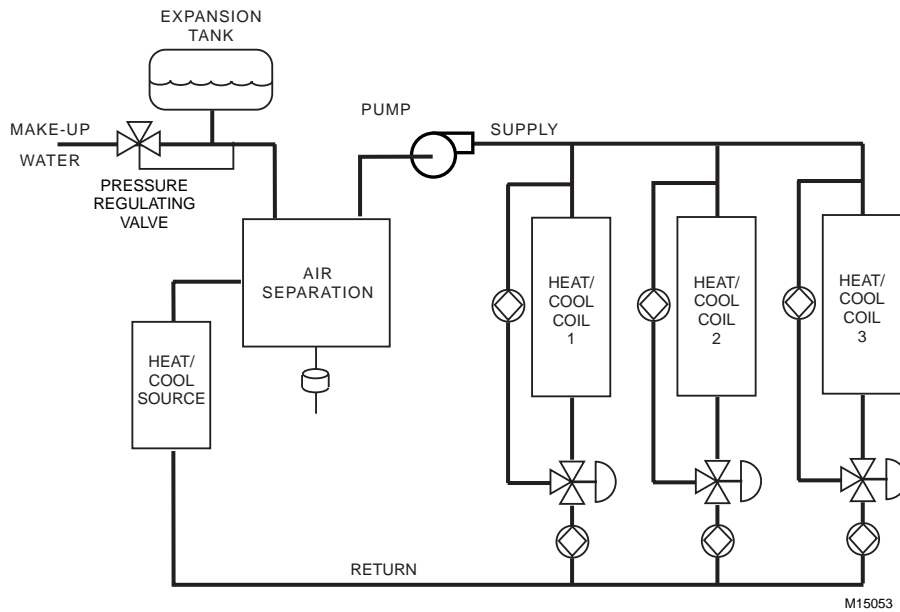 EXPANSION
TANK
PUMP
SUPPLY
MAKE-UP
WATER
PRESSURE
REGULATING
VALVE
AIR
SEPARATION
HEAT/
COOL
COIL
1
HEAT/
COOL
COIL
2
HEAT/
COOL
COIL
3
HEAT/
COOL
SOURCE
RETURN
M15053